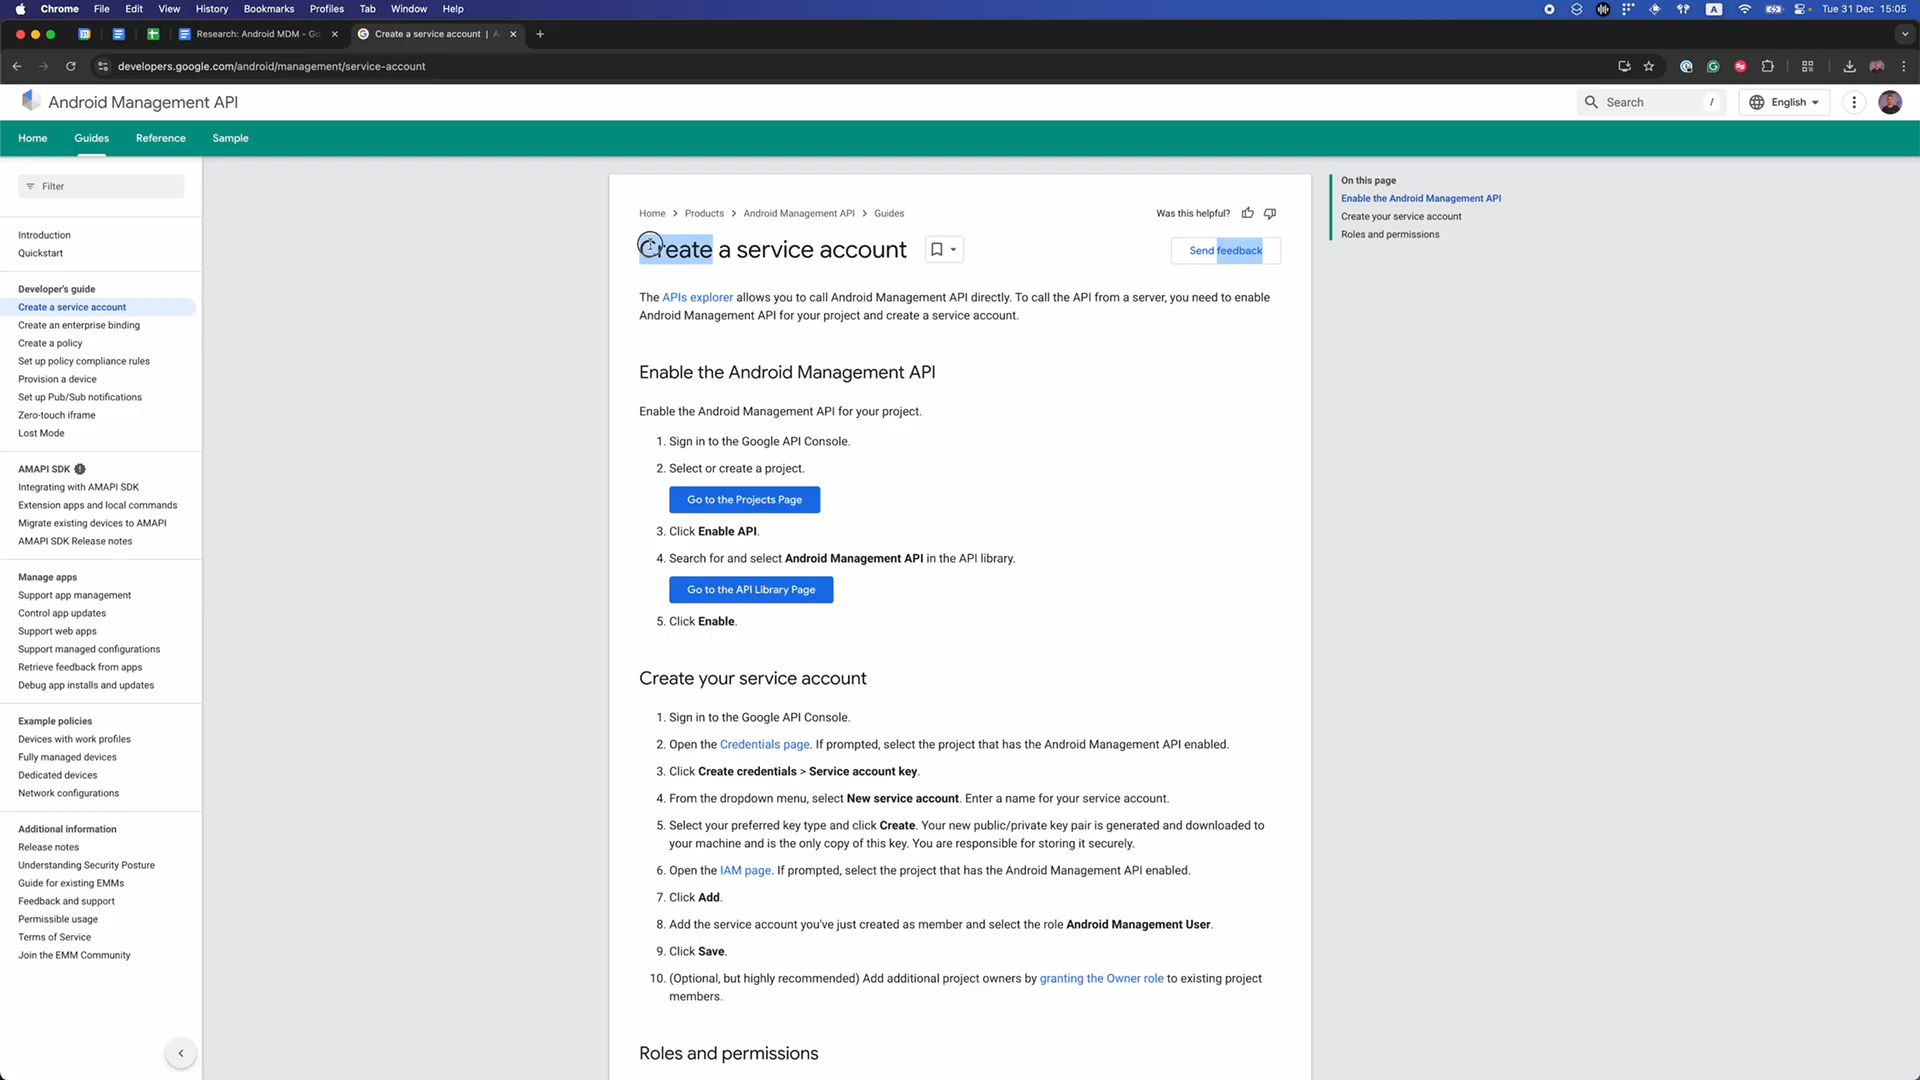 Chrome File Edit View History Bookmarks Profiles Tab Window Help
A
Tue 31 Dec 15:05
Research: Android MDM - Go
Create a service account |
developers.google.com/android/management/service-account
Android Management API
Search /
English
Home Guides Reference Sample
Filter
Introduction
Quickstart
Developer's guide
Create a service account
Create an enterprise binding
Create a policy
Set up policy compliance rules
Provision a device
Set up Pub/Sub notifications
Zero-touch iframe
Lost Mode
AMAPI SDK
Integrating with AMAPI SDK
Extension apps and local commands
Migrate existing devices to AMAPI
AMAPI SDK Release notes
Manage apps
Support app management
Control app updates
Support web apps
Support managed configurations
Retrieve feedback from apps
Debug app installs and updates
Example policies
Devices with work profiles
Fully managed devices
Dedicated devices
Network configurations
Additional information
Release notes
Understanding Security Posture
Guide for existing EMMs
Feedback and support
Permissible usage
Terms of Service
Join the EMM Community
Home > Products > Android Management API > Guides
Was this helpful?
Create a service account
Send feedback
The APIs explorer allows you to call Android Management API directly. To call the API from a server, you need to enable
Android Management API for your project and create a service account.
Enable the Android Management API
Enable the Android Management API for your project.
1. Sign in to the Google API Console.
2. Select or create a project.
Go to the Projects Page
3. Click Enable API.
4. Search for and select Android Management API in the API library.
Go to the API Library Page
5. Click Enable.
Create your service account
1. Sign in to the Google API Console.
2. Open the Credentials page. If prompted, select the project that has the Android Management API enabled.
3. Click Create credentials > Service account key.
4. From the dropdown menu, select New service account. Enter a name for your service account.
5. Select your preferred key type and click Create. Your new public/private key pair is generated and downloaded to
your machine and is the only copy of this key. You are responsible for storing it securely.
6. Open the IAM page. If prompted, select the project that has the Android Management API enabled.
7. Click Add.
8. Add the service account you've just created as member and select the role Android Management User.
9. Click Save.
10. (Optional, but highly recommended) Add additional project owners by granting the Owner role to existing project
members.
Roles and permissions
On this page
Enable the Android Management API
Create your service account
Roles and permissions